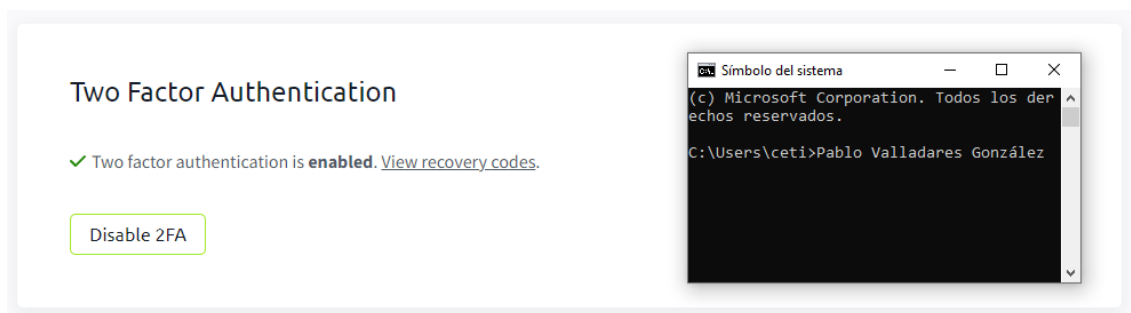 Two Factor Authentication
✓ Two factor authentication is enabled. View recovery codes.
Disable 2FA
Símbolo del sistema
(c) Microsoft Corporation. Todos los der
echos reservados.
C:\Users\ceti>Pablo Valladares González